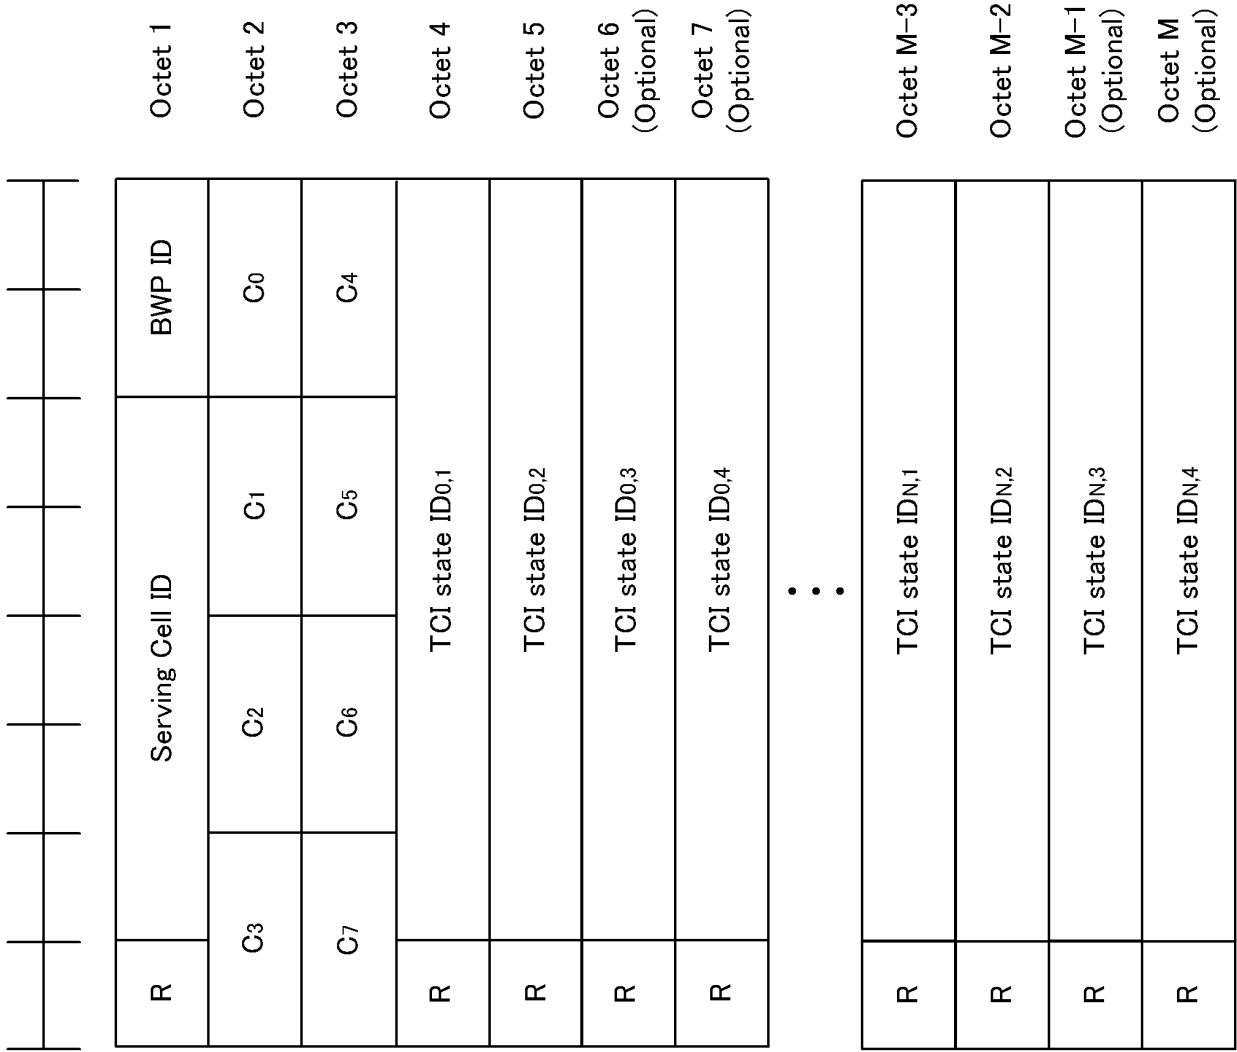 R Serving Cell ID BWP ID Octet 1
C3 C2 C1 C0 Octet 2
C7 C6 C5 C4 Octet 3
R TCI state ID0,1 Octet 4
R TCI state ID0,2 Octet 5
R TCI state ID0,3 Octet 6
(Optional)
R TCI state ID0,4 Octet 7
(Optional)
R TCI state IDN,1 Octet M-3
R TCI state IDN,2 Octet M-2
R TCI state IDN,3 Octet M-1
(Optional)
R TCI state IDN,4 Octet M
(Optional)